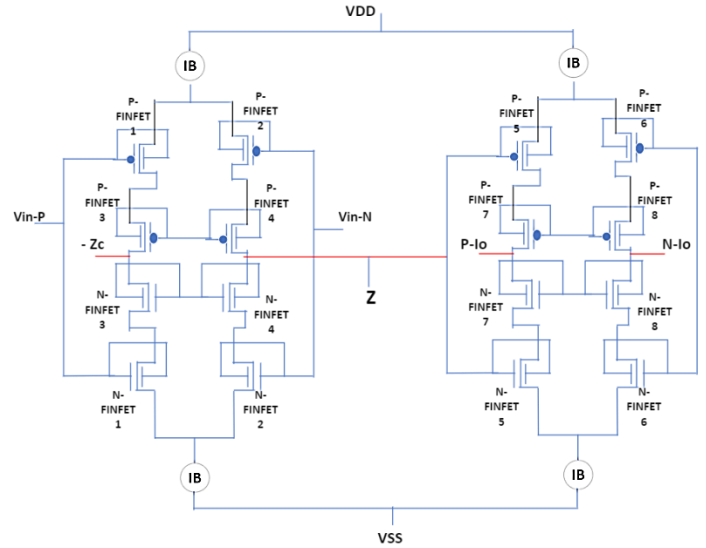 VDD
IB
IB
P-
FINFET
1
P-
FINFET
2
P-
FINFET
5
P-
FINFET
6
P-
FINFET
3
P-
FINFET
4
P-
FINFET
7
P-
FINFET
8
Vin-P
Vin-N
- Zc
P-Io
N-Io
Z
N-
FINFET
3
N-
FINFET
4
N-
FINFET
7
N-
FINFET
8
N-
FINFET
1
N-
FINFET
2
N-
FINFET
5
N-
FINFET
6
IB
IB
VSS